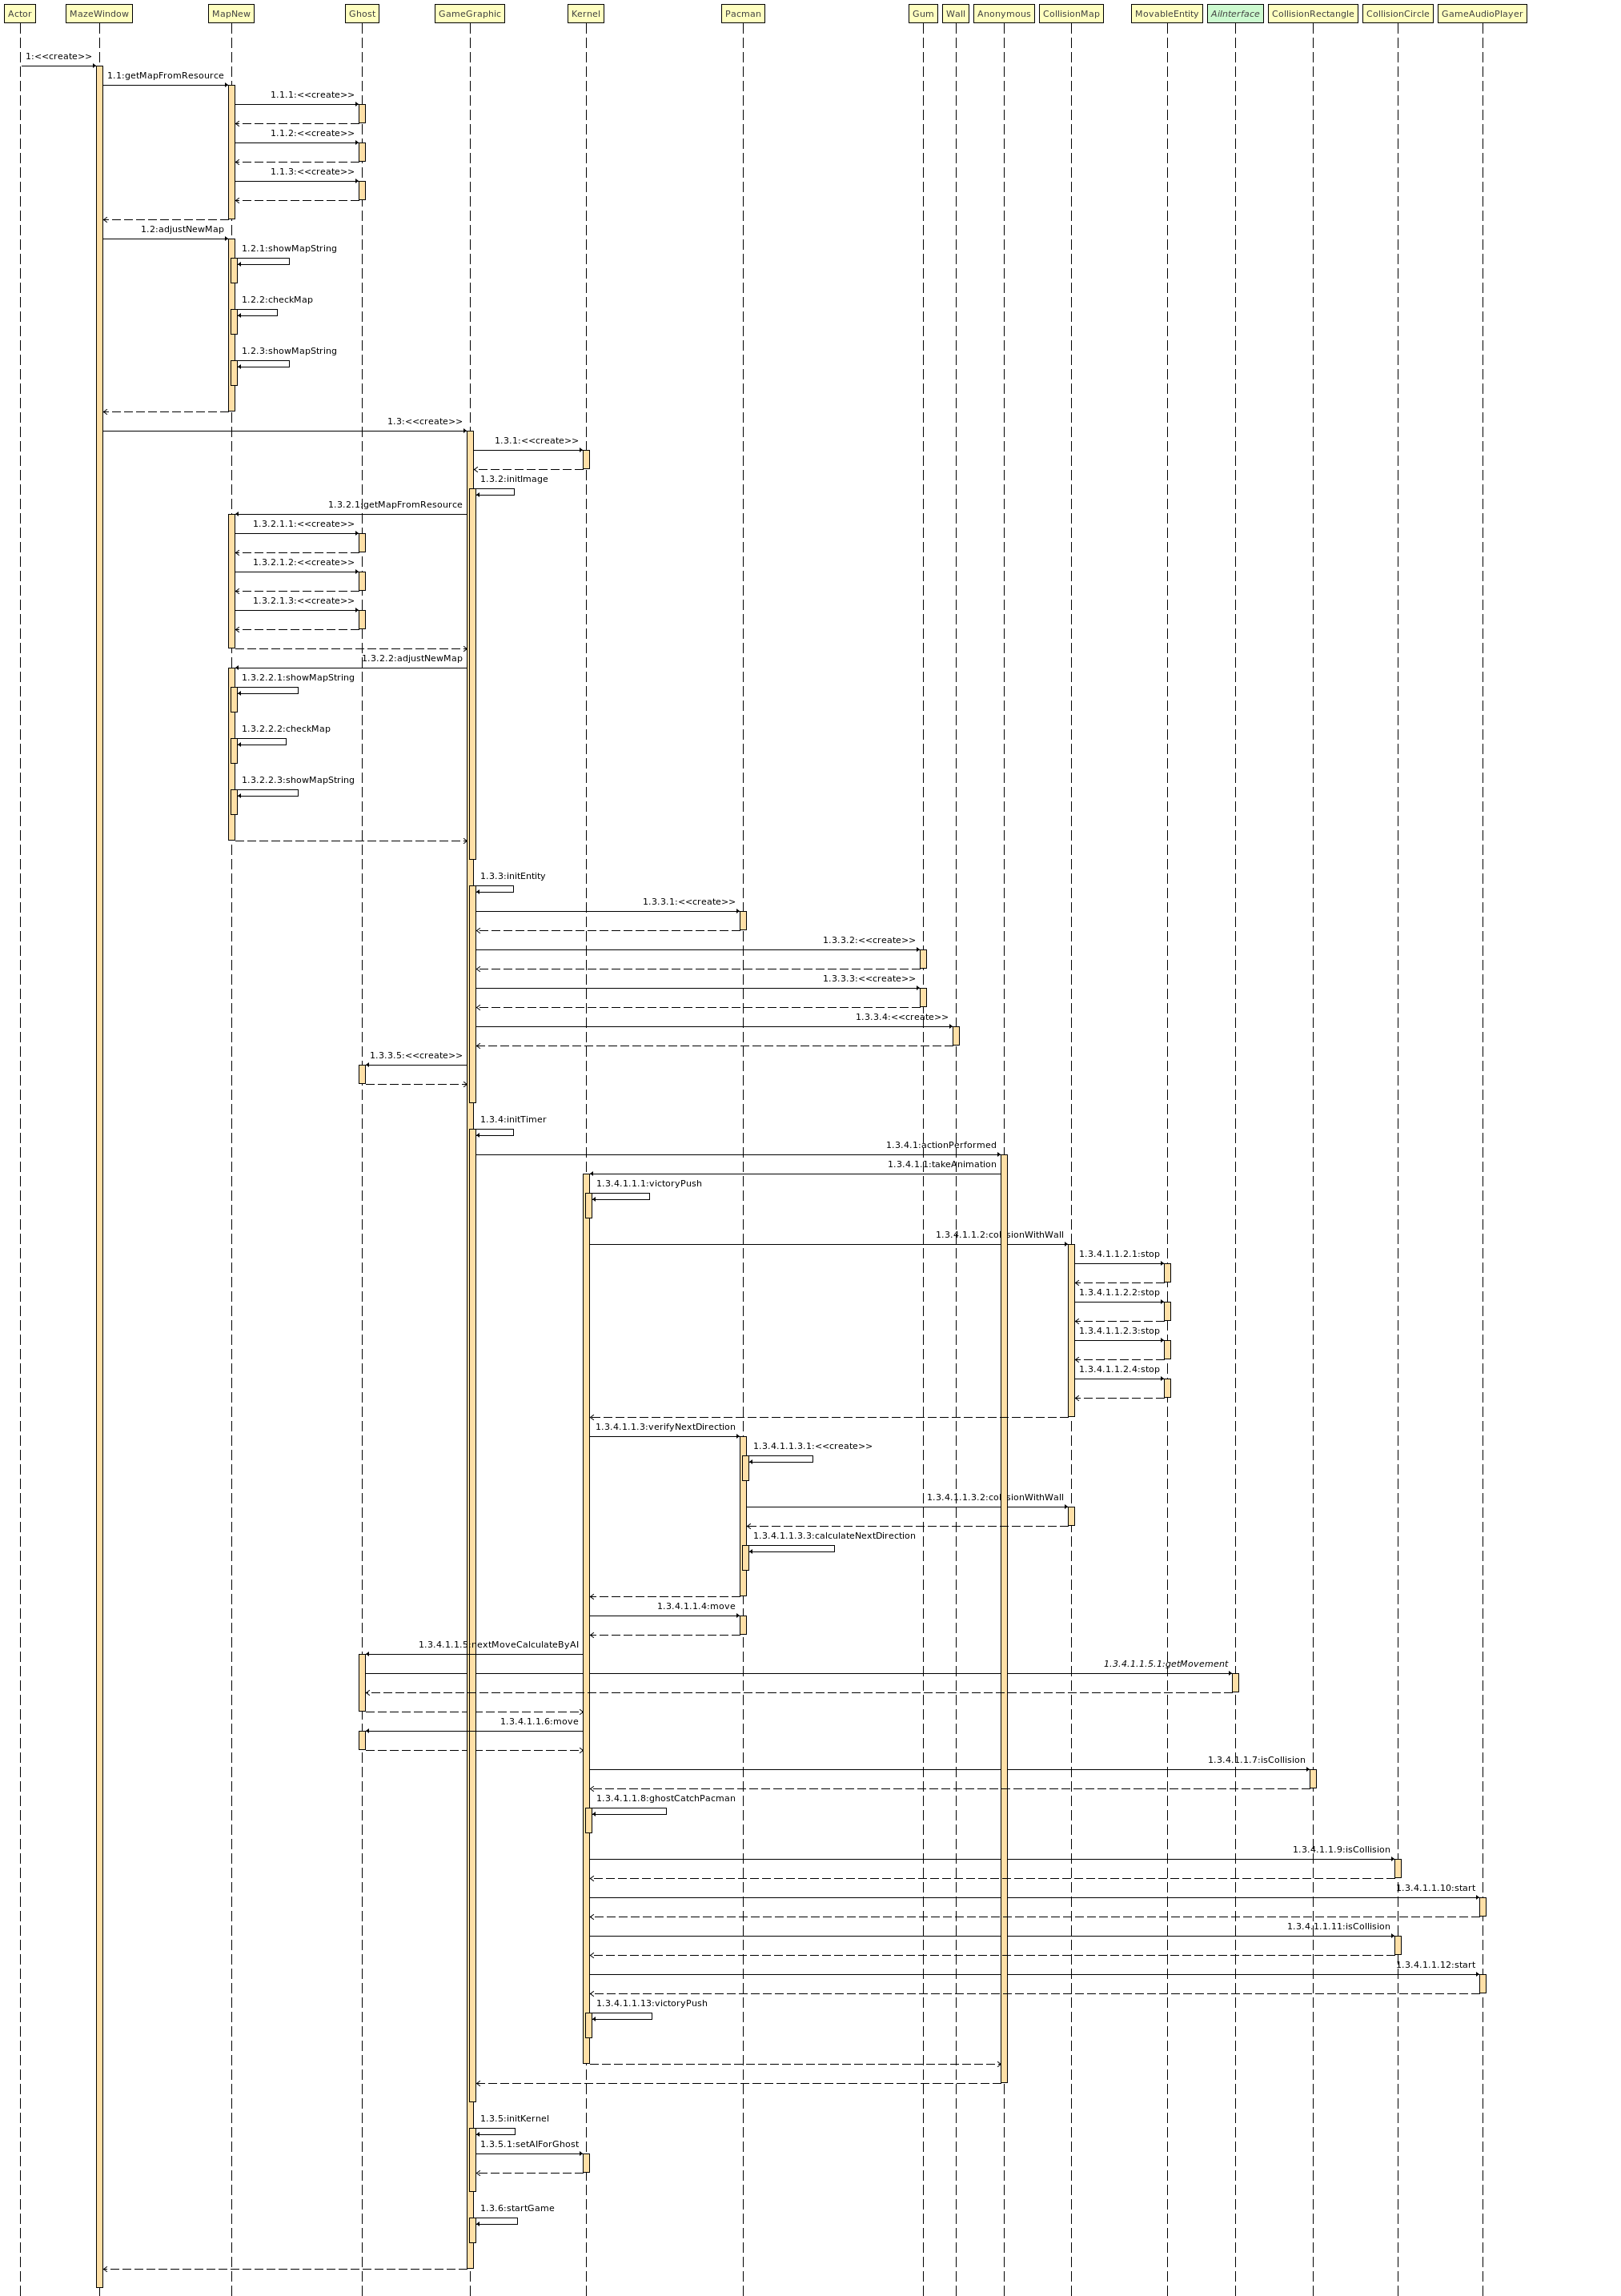 Actor
MazeWindow
MapNew
Ghost
GameGraphic
Kernel
Pacman
Gum
Wall
Anonymous
CollisionMap
MovableEntity
AiInterface
CollisionRectangle
CollisionCircle
GameAudioPlayer
1:<<create>>
1.1:getMapFromResource
1.1.1:<<create>>
1.1.2:<<create>>
1.1.3:<<create>>
1.2:adjustNewMap
1.2.1:showMapString
1.2.2:checkMap
1.2.3:showMapString
1.3:<<create>>
1.3.1:<<create>>
1.3.2:initImage
1.3.2.1:getMapFromResource
1.3.2.1.1:<<create>>
1.3.2.1.2:<<create>>
1.3.2.1.3:<<create>>
1.3.2.2:adjustNewMap
1.3.2.2.1:showMapString
1.3.2.2.2:checkMap
1.3.2.2.3:showMapString
1.3.3:initEntity
1.3.3.1:<<create>>
1.3.3.2:<<create>>
1.3.3.3:<<create>>
1.3.3.4:<<create>>
1.3.3.5:<<create>>
1.3.4:initTimer
1.3.4.1:actionPerformed
1.3.4.1.1:takeAnimation
1.3.4.1.1.1:victoryPush
1.3.4.1.1.2:collisionWithWall
1.3.4.1.1.2.1:stop
1.3.4.1.1.2.2:stop
1.3.4.1.1.2.3:stop
1.3.4.1.1.2.4:stop
1.3.4.1.1.3:verifyNextDirection
1.3.4.1.1.3.1:<<create>>
1.3.4.1.1.3.2:collisionWithWall
1.3.4.1.1.3.3:calculateNextDirection
1.3.4.1.1.4:move
1.3.4.1.1.5:nextMoveCalculateByAI
1.3.4.1.1.5.1:getMovement
1.3.4.1.1.6:move
1.3.4.1.1.7:isCollision
1.3.4.1.1.8:ghostCatchPacman
1.3.4.1.1.9:isCollision
1.3.4.1.1.10:start
1.3.4.1.1.11:isCollision
1.3.4.1.1.12:start
1.3.4.1.1.13:victoryPush
1.3.5:initKernel
1.3.5.1:setAIForGhost
1.3.6:startGame